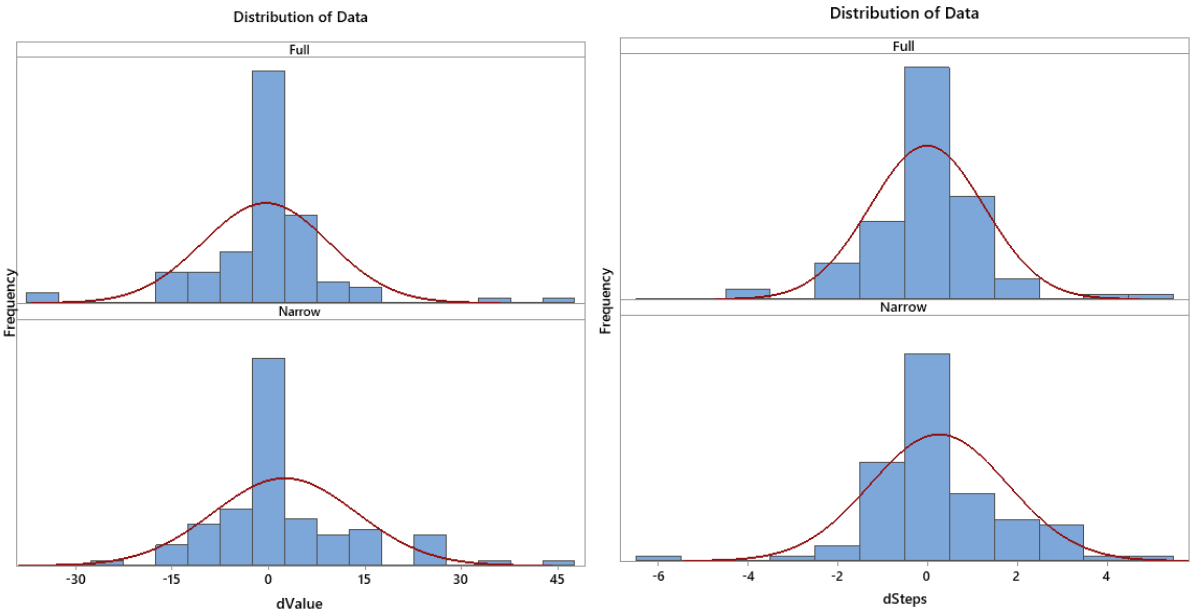 Distribution of Data
Full
Narrow
Frequency
-30 -15 0 15 30 45
dValue
Distribution of Data
Full
Narrow
Frequency
-6 -4 -2 0 2 4
dSteps